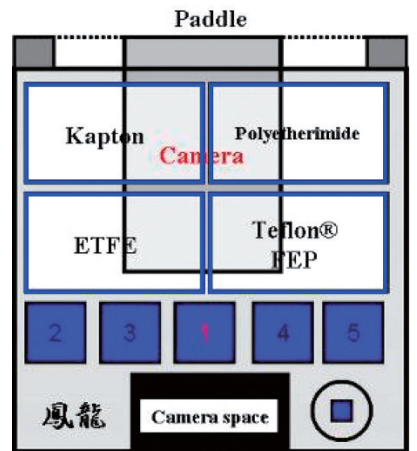 Paddle
Kapton
Polyetherimide
Camera
ETFE
Teflon®
FEP
2 3 1 4 5
鳳龍
Camera space